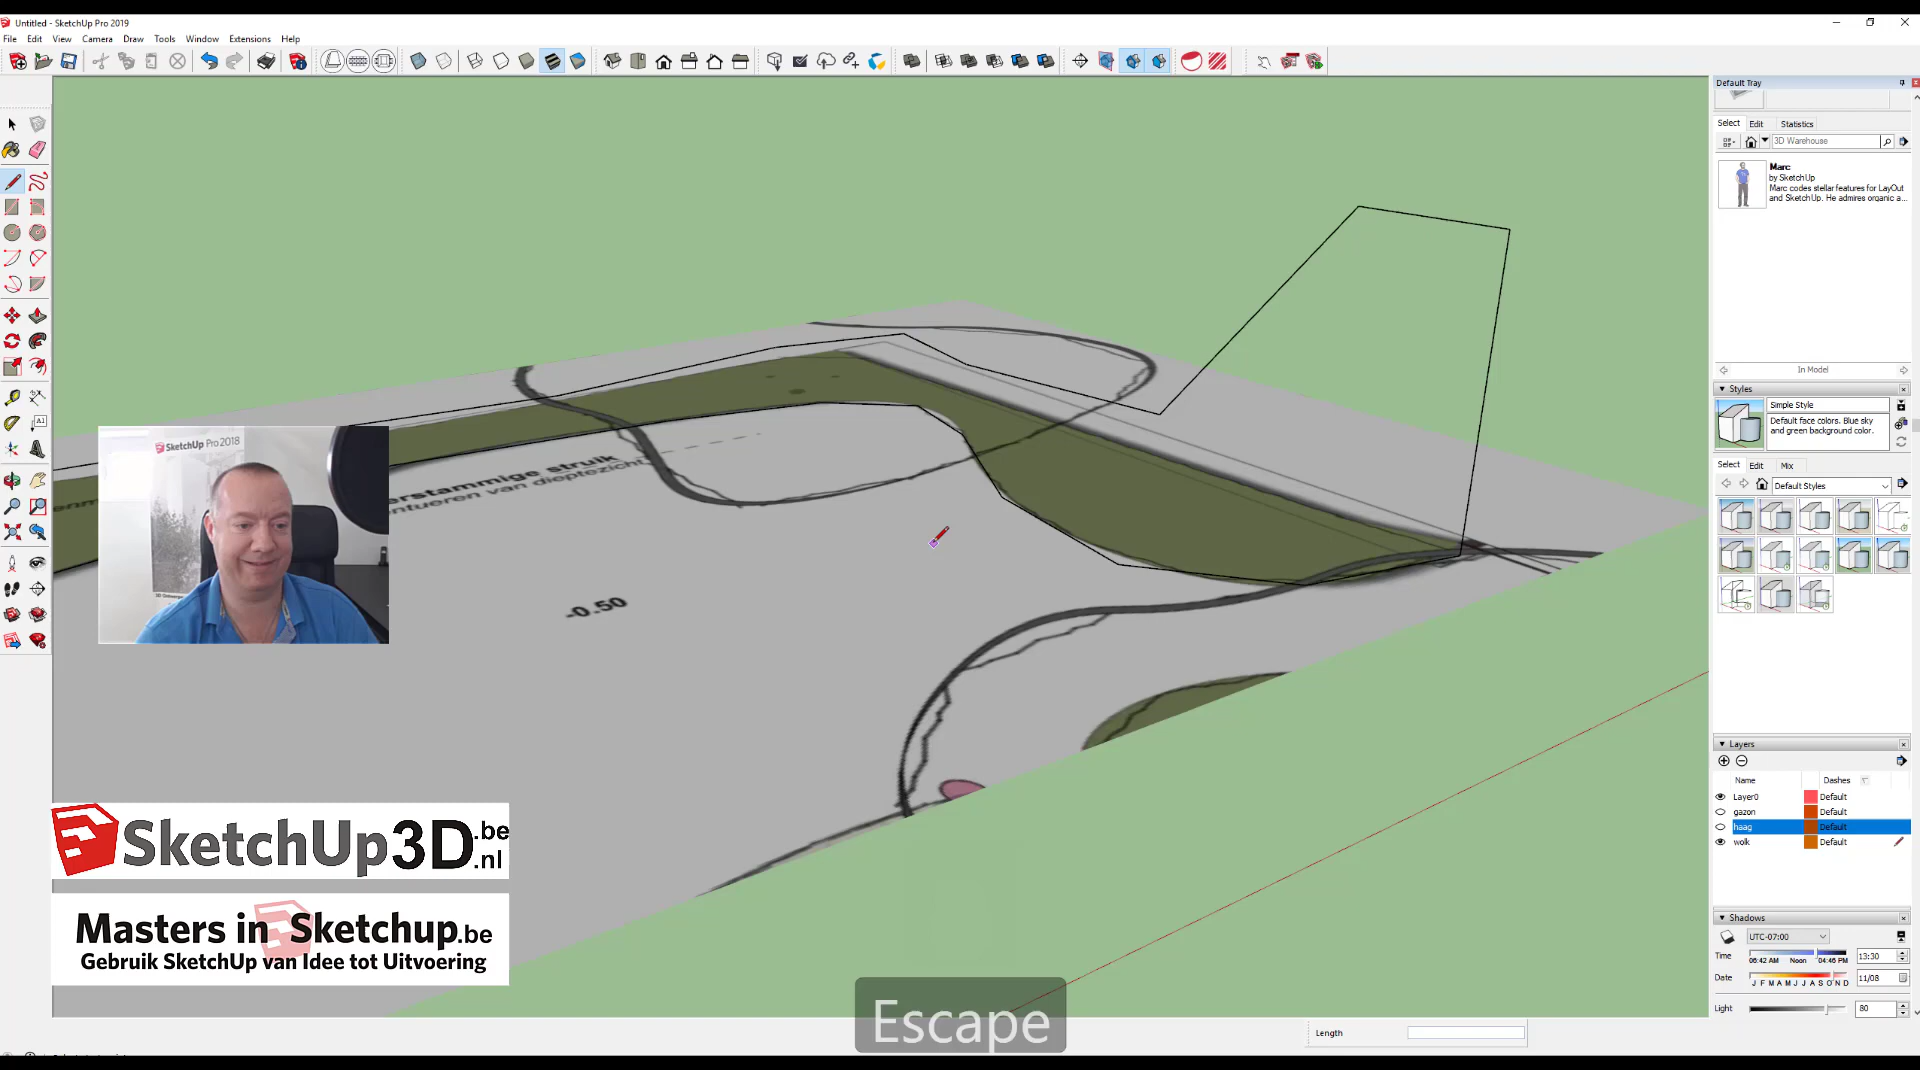 Untitled - SketchUp Pro 2019
File Edit View Camera Draw Tools Window Extensions Help
Default Tray
Select Edit Statistics
3D Warehouse
Marc
by SketchUp
Marc codes stellar features for LayOut
and SketchUp. He admires organic a...
In Model
Styles
Simple Style
Default face colors. Blue sky
and green background color.
Select Edit Mix
Default Styles
Layers
Name Dashes
Layer0 Default
gazon Default
haag Default
wolk Default
Shadows
UTC-07:00
Time 06:42 AM Noon 04:46 PM 13:30
Date J F M A M J J A S O N D 11/08
Light 80
SketchUp Pro 2018
erstammige struik
ntueren van dieptezicht
-0.50
SketchUp3D.be
.nl
Masters in Sketchup.be
Gebruik SketchUp van Idee tot Uitvoering
Escape
Length